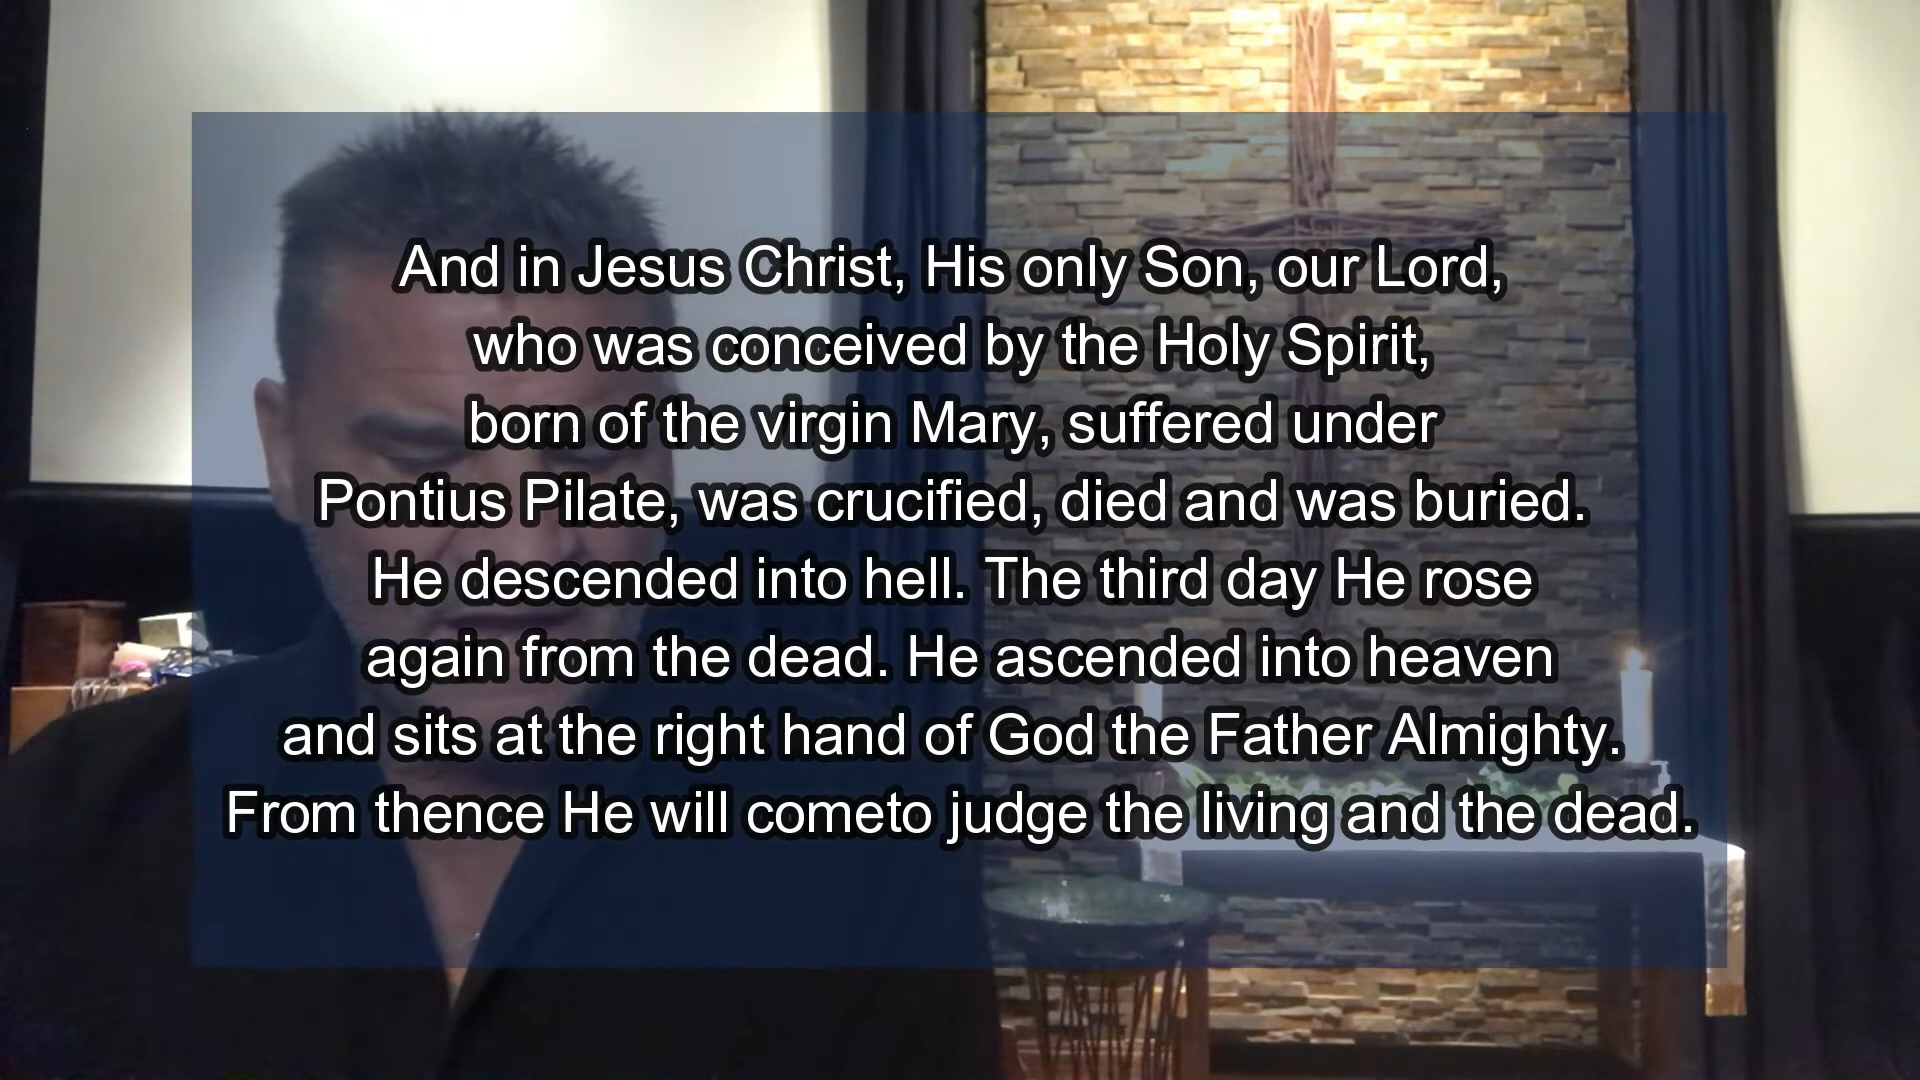 And in Jesus Christ, His only Son, our Lord,
who was conceived by the Holy Spirit,
born of the virgin Mary, suffered under
Pontius Pilate, was crucified, died and was buried.
He descended into hell. The third day He rose
again from the dead. He ascended into heaven
and sits at the right hand of God the Father Almighty.
From thence He will cometo judge the living and the dead.